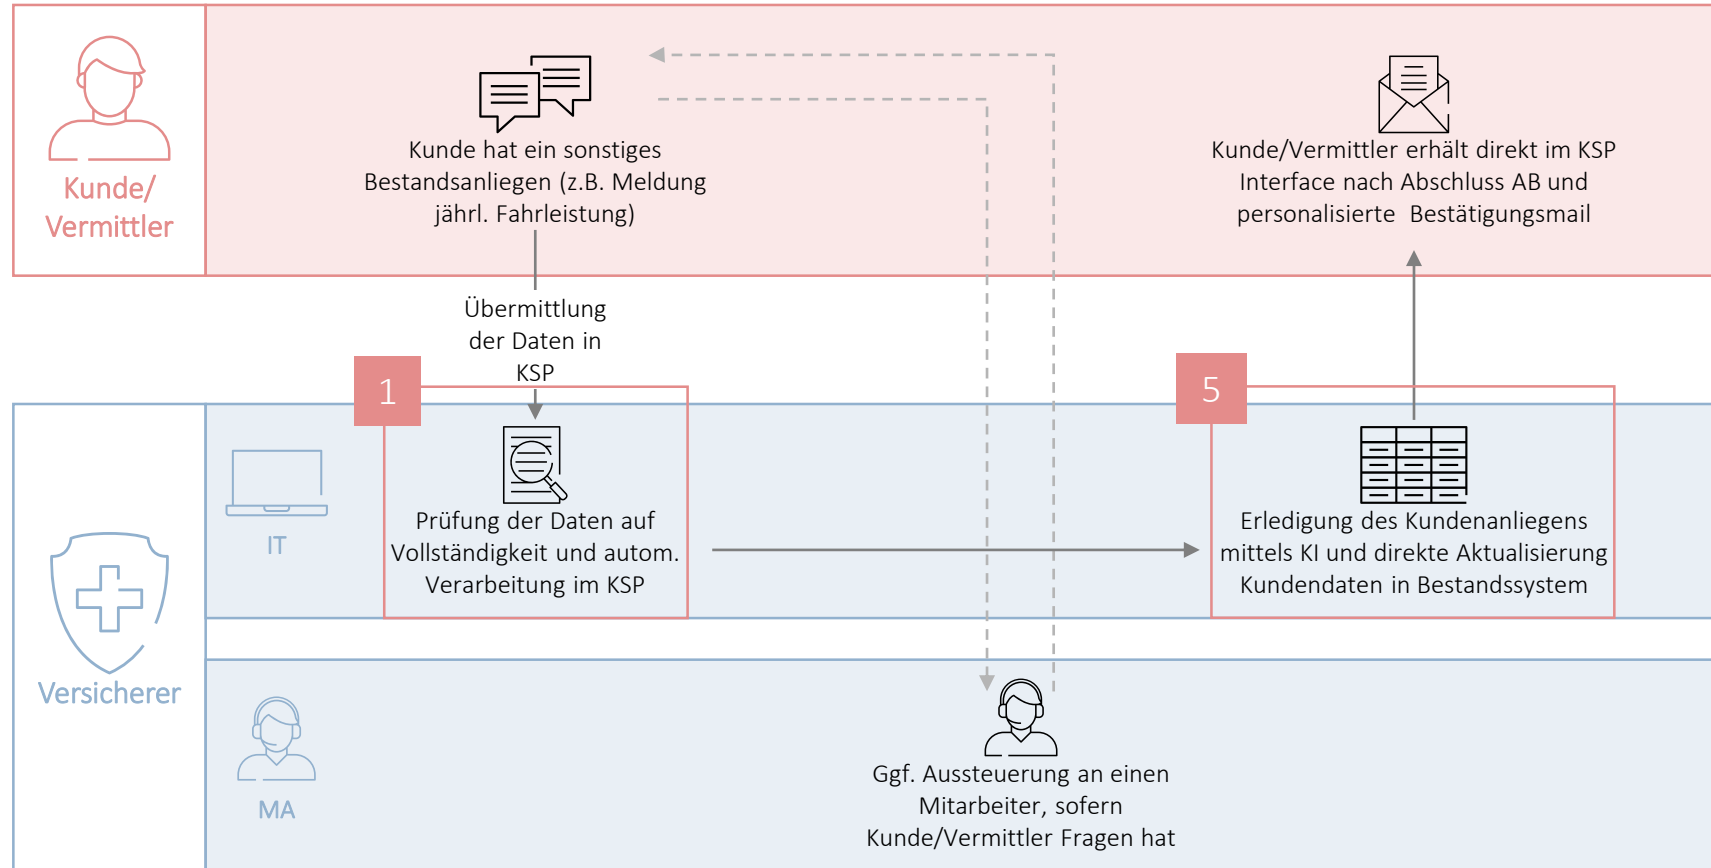 Kunde/
Vermittler
Kunde hat ein sonstiges
Bestandsanliegen (z.B. Meldung
jährl. Fahrleistung)
Kunde/Vermittler erhält direkt im KSP
Interface nach Abschluss AB und
personalisierte Bestätigungsmail
Übermittlung
der Daten in
KSP
1
5
Versicherer
IT
Prüfung der Daten auf
Vollständigkeit und autom.
Verarbeitung im KSP
Erledigung des Kundenanliegens
mittels KI und direkte Aktualisierung
Kundendaten in Bestandssystem
MA
Ggf. Aussteuerung an einen
Mitarbeiter, sofern
Kunde/Vermittler Fragen hat